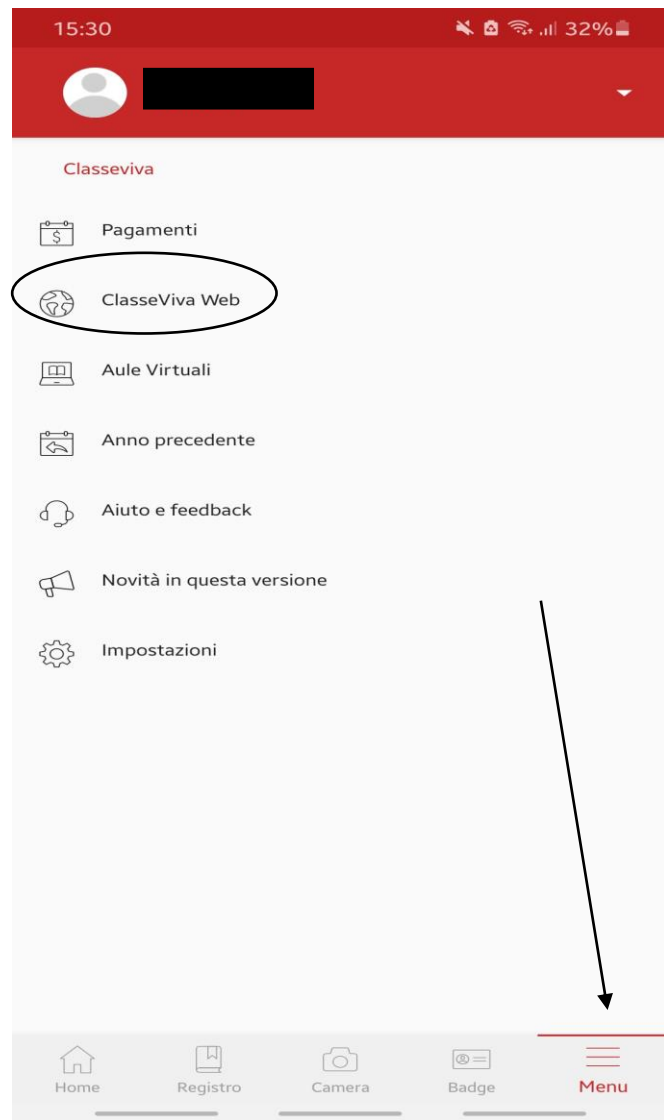 15:30 32%
Classeviva
Pagamenti
ClasseViva Web
Aule Virtuali
Anno precedente
Aiuto e feedback
Novità in questa versione
Impostazioni
Home Registro Camera Badge Menu